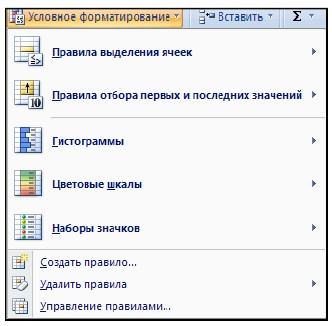 Условное форматирование Вставить Σ
Правила выделения ячеек
Правила отбора первых и последних значений
Гистограммы
Цветовые шкалы
Наборы значков
Создать правило...
Удалить правила
Управление правилами...